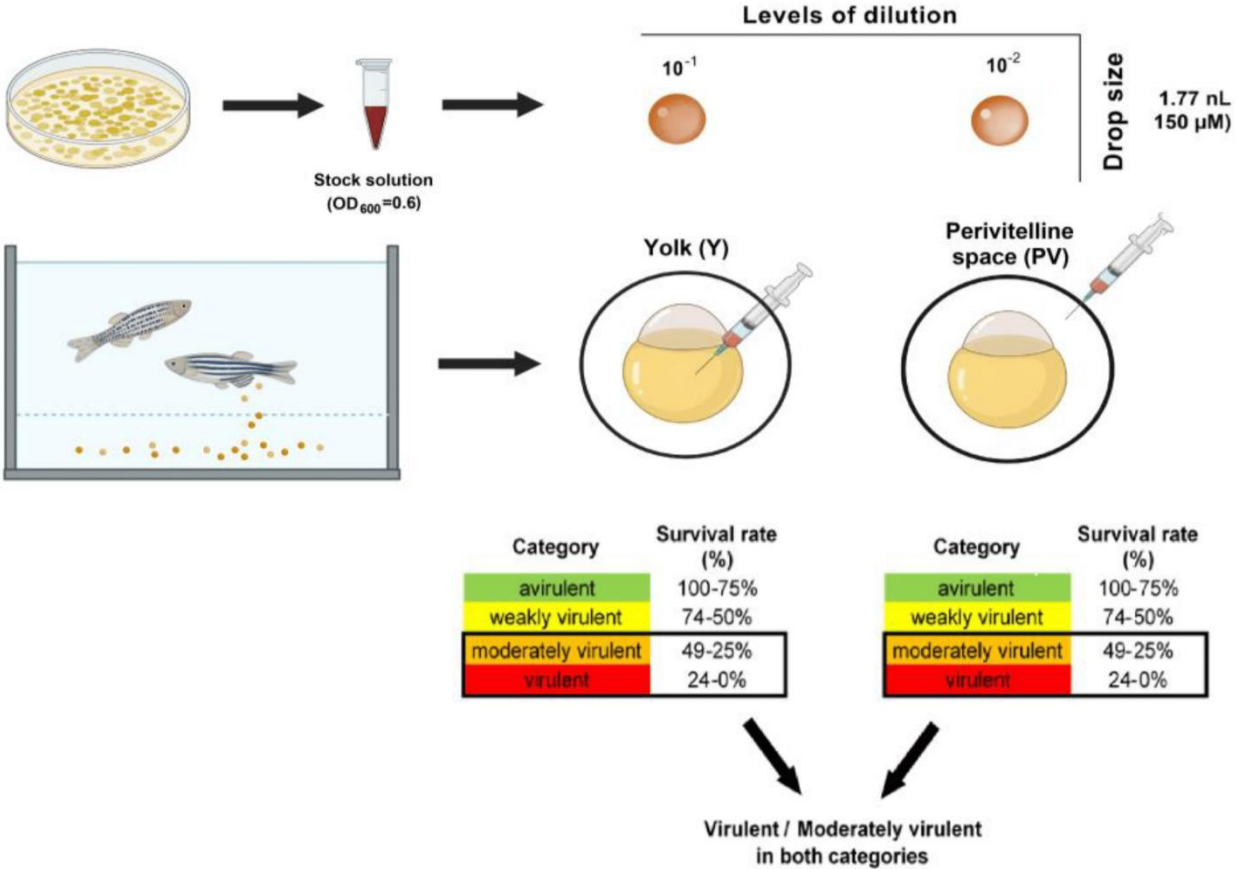 Levels of dilution
10⁻¹
10⁻²
Drop size
1.77 nL
150 µM)
Stock solution
(OD₆₀₀=0.6)
Yolk (Y)
Perivitelline
space (PV)
Category Survival rate
(%)
avirulent 100-75%
weakly virulent 74-50%
moderately virulent 49-25%
virulent 24-0%
Category Survival rate
(%)
avirulent 100-75%
weakly virulent 74-50%
moderately virulent 49-25%
virulent 24-0%
Virulent / Moderately virulent
in both categories